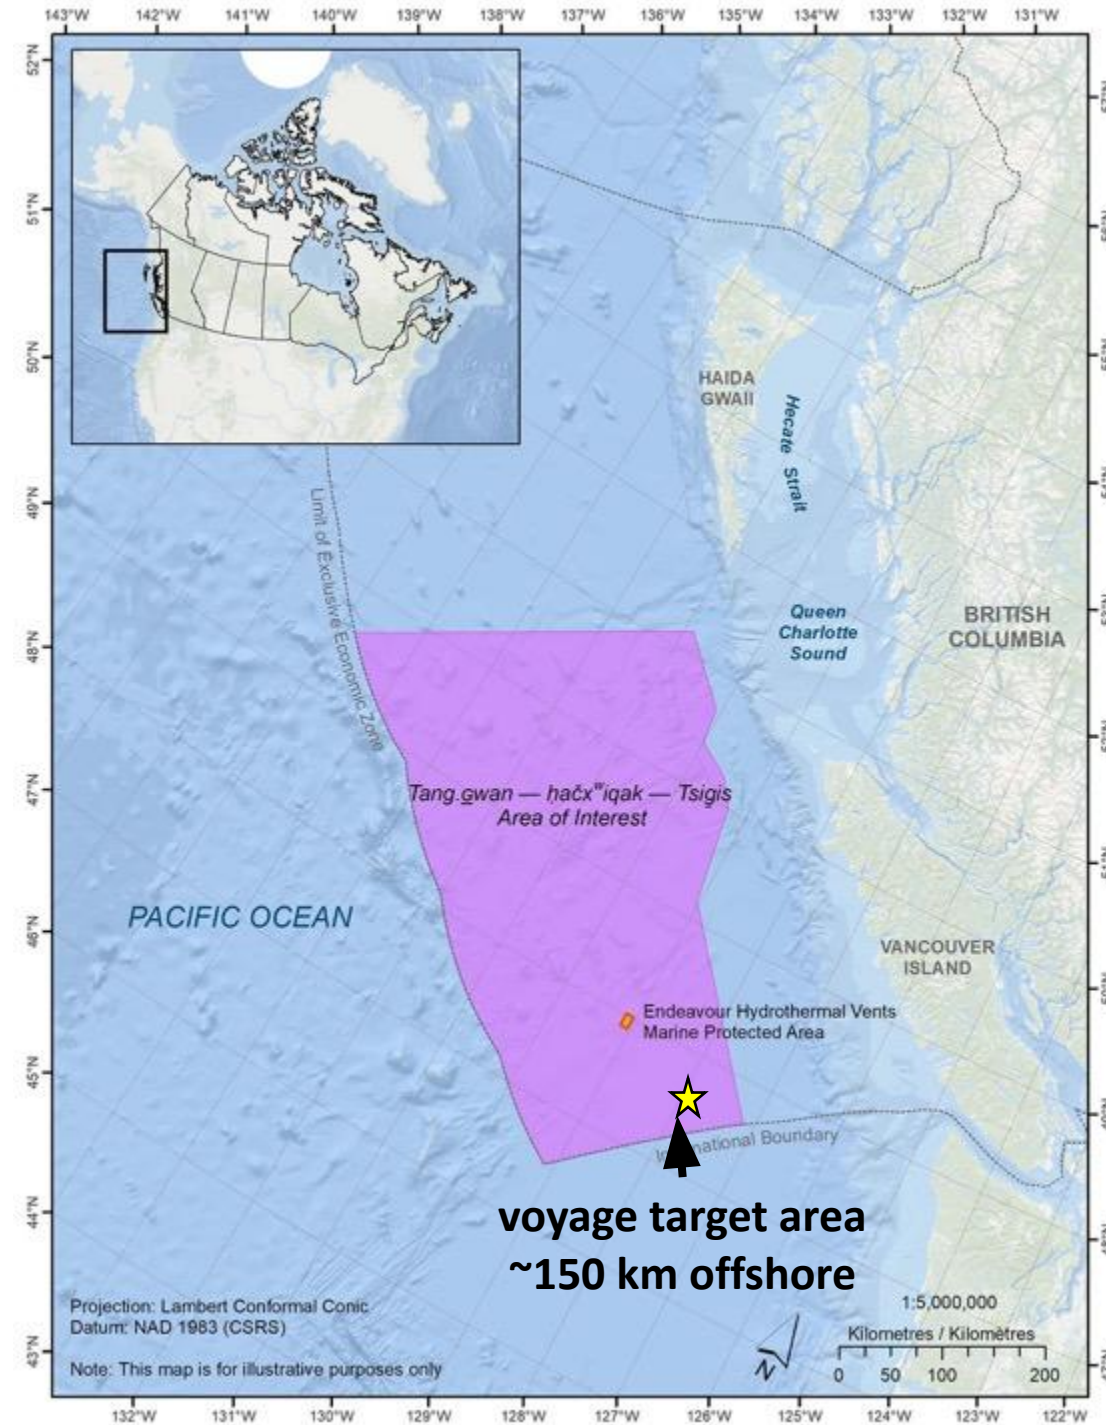 143°W 142°W 141°W 140°W 139°W 138°W 137°W 136°W 135°W 134°W 133°W 132°W 131°W
52°N
51°N
50°N
49°N
48°N
47°N
46°N
45°N
44°N
43°N
HAIDA
GWAII
Hecate Strait
Limit of Exclusive Economic Zone
Queen
Charlotte
Sound
BRITISH
COLUMBIA
Tang.g̲wan — ḥačxʷiqak — Tsig̲is
Area of Interest
PACIFIC OCEAN
VANCOUVER
ISLAND
Endeavour Hydrothermal Vents
Marine Protected Area
International Boundary
voyage target area
~150 km offshore
Projection: Lambert Conformal Conic
Datum: NAD 1983 (CSRS)
Note: This map is for illustrative purposes only
N
1:5,000,000
Kilometres / Kilomètres
0 50 100 200
132°W 131°W 130°W 129°W 128°W 127°W 126°W 125°W 124°W 123°W 122°W